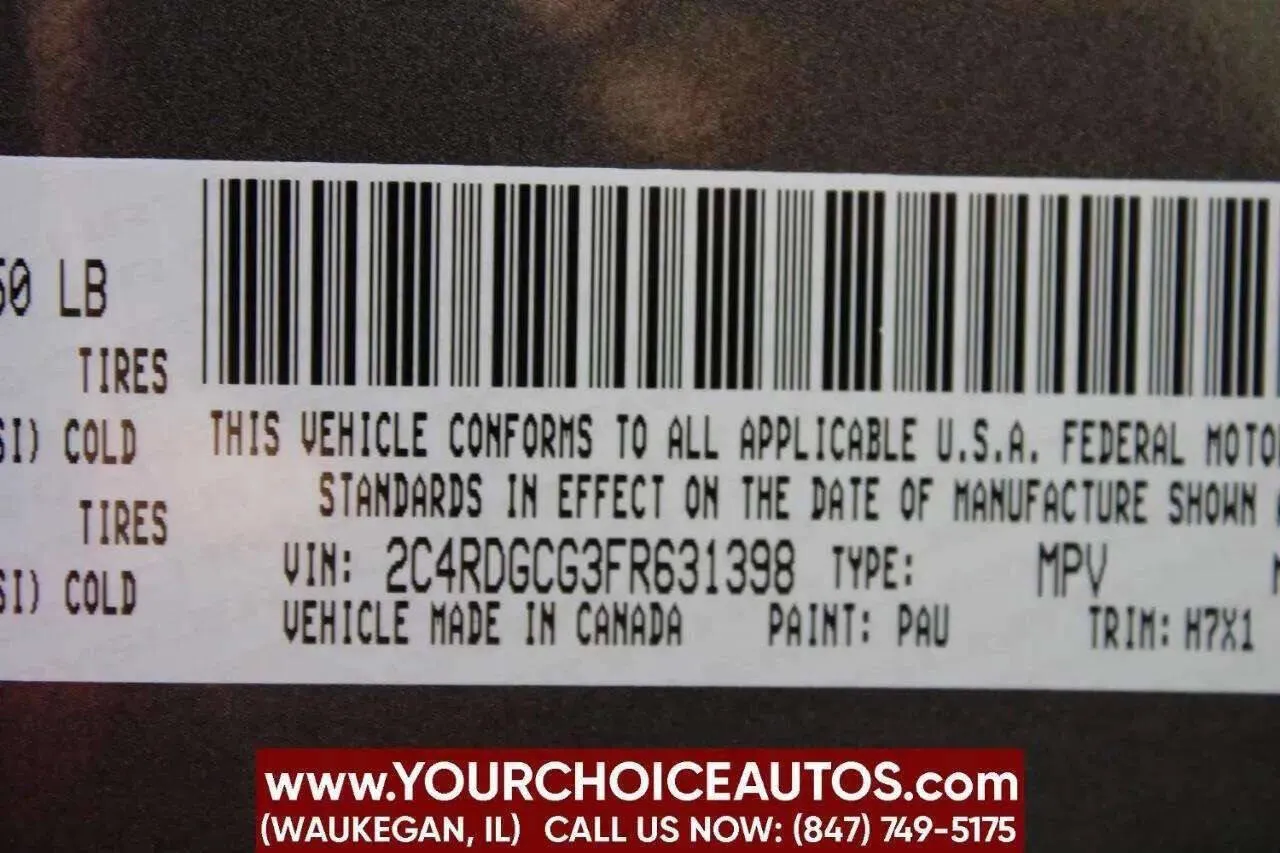 50 LB
TIRES
SI) COLD
TIRES
SI) COLD
THIS VEHICLE CONFORMS TO ALL APPLICABLE U.S.A. FEDERAL MOTO
STANDARDS IN EFFECT ON THE DATE OF MANUFACTURE SHOWN
VIN: 2C4RDGCG3FR631398 TYPE: MPV
VEHICLE MADE IN CANADA PAINT: PAU TRIM: H7X1
www.YOURCHOICEAUTOS.com
(WAUKEGAN, IL) CALL US NOW: (847) 749-5175